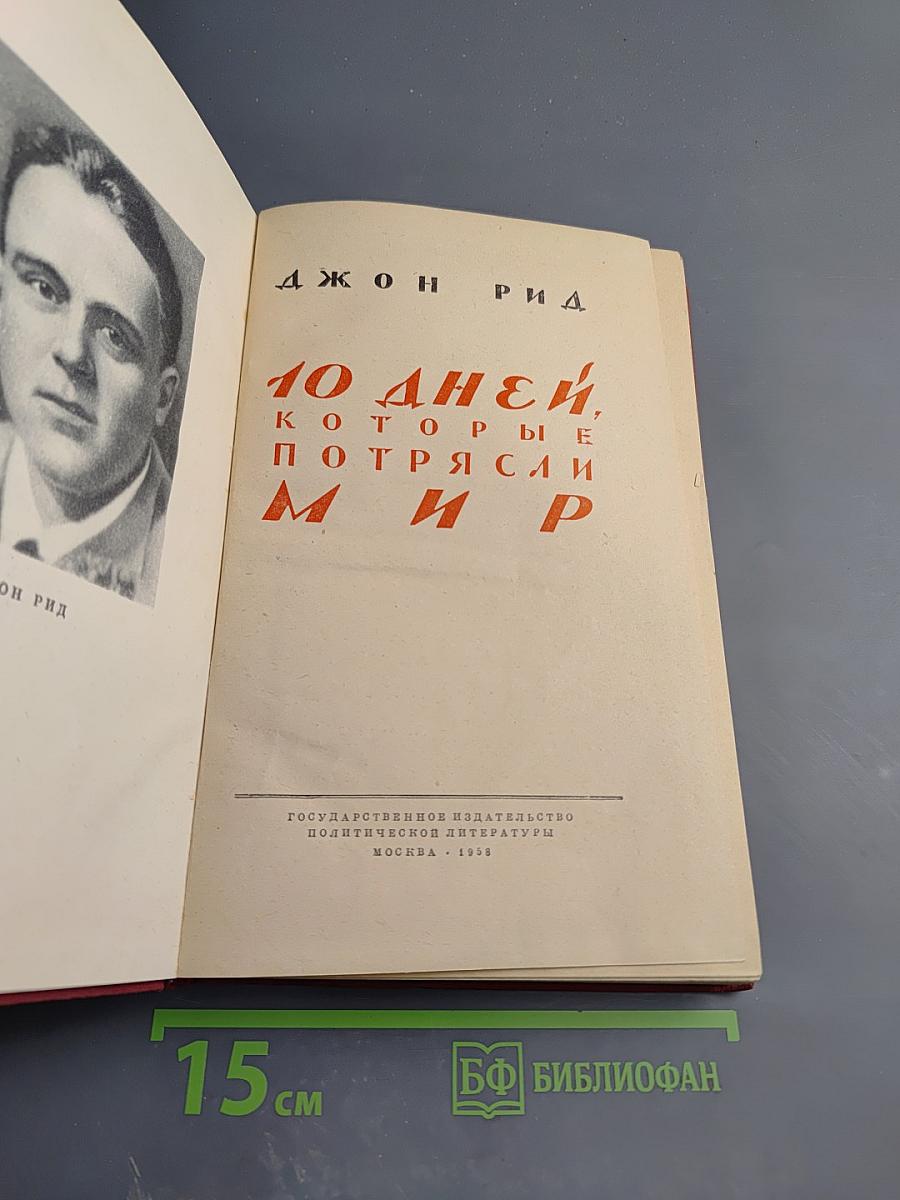 ОН РИД
ДЖОН РИД
10 ДНЕЙ,
КОТОРЫЕ
ПОТРЯСЛИ
МИР
ГОСУДАРСТВЕННОЕ ИЗДАТЕЛЬСТВО
ПОЛИТИЧЕСКОЙ ЛИТЕРАТУРЫ
МОСКВА · 1958
15 СМ
БФ БИБЛИОФАН